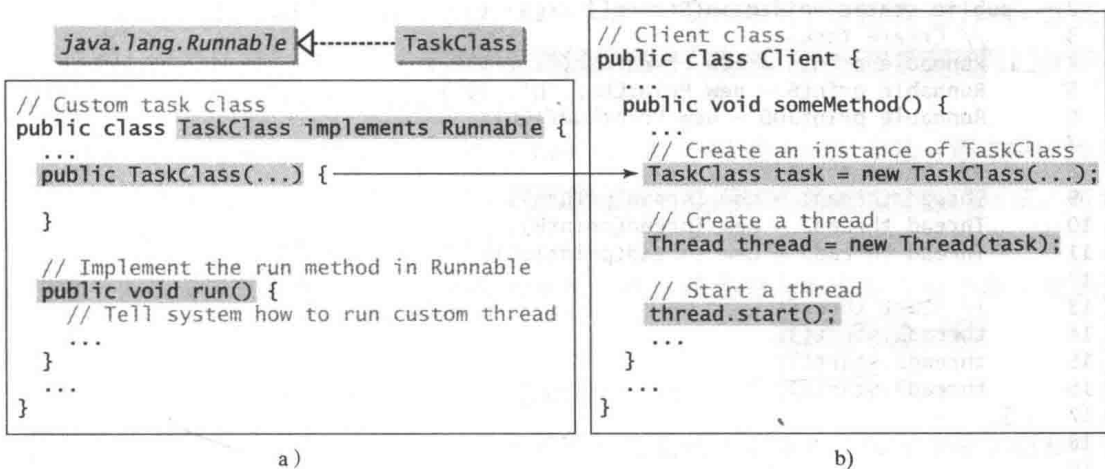 java.lang.Runnable
TaskClass
// Custom task class
public class TaskClass implements Runnable {
...
public TaskClass(...) {
}
// Implement the run method in Runnable
public void run() {
// Tell system how to run custom thread
...
}
...
}
a)
// Client class
public class Client {
...
public void someMethod() {
...
// Create an instance of TaskClass
TaskClass task = new TaskClass(...);
// Create a thread
Thread thread = new Thread(task);
// Start a thread
thread.start();
...
}
...
}
b)